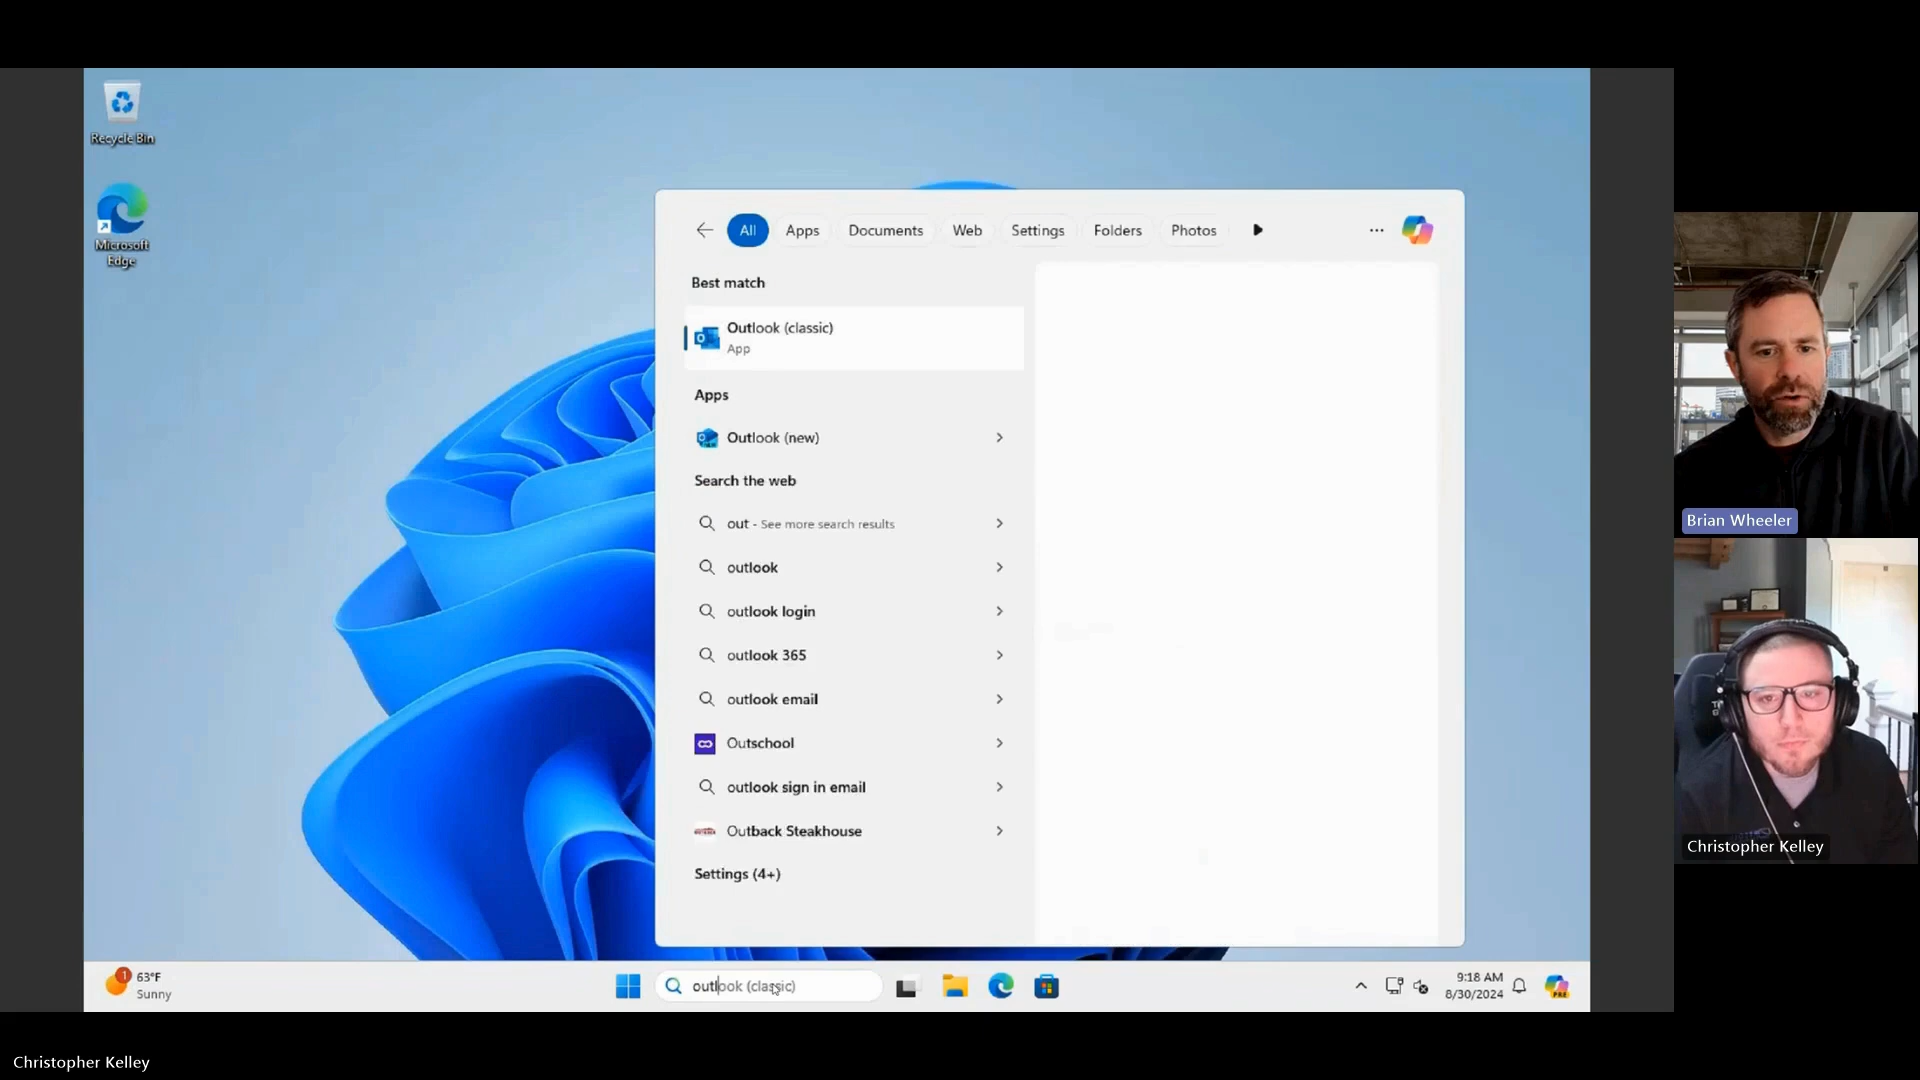 Recycle Bin
Microsoft
Edge
All
Apps
Documents
Web
Settings
Folders
Photos
Best match
Outlook (classic)
App
Apps
Outlook (new)
Search the web
out - See more search results
outlook
outlook login
outlook 365
outlook email
Outschool
outlook sign in email
Outback Steakhouse
Settings (4+)
1
63°F
Sunny
outlook (classic)
9:18 AM
8/30/2024
PRE
Brian Wheeler
Christopher Kelley
Christopher Kelley